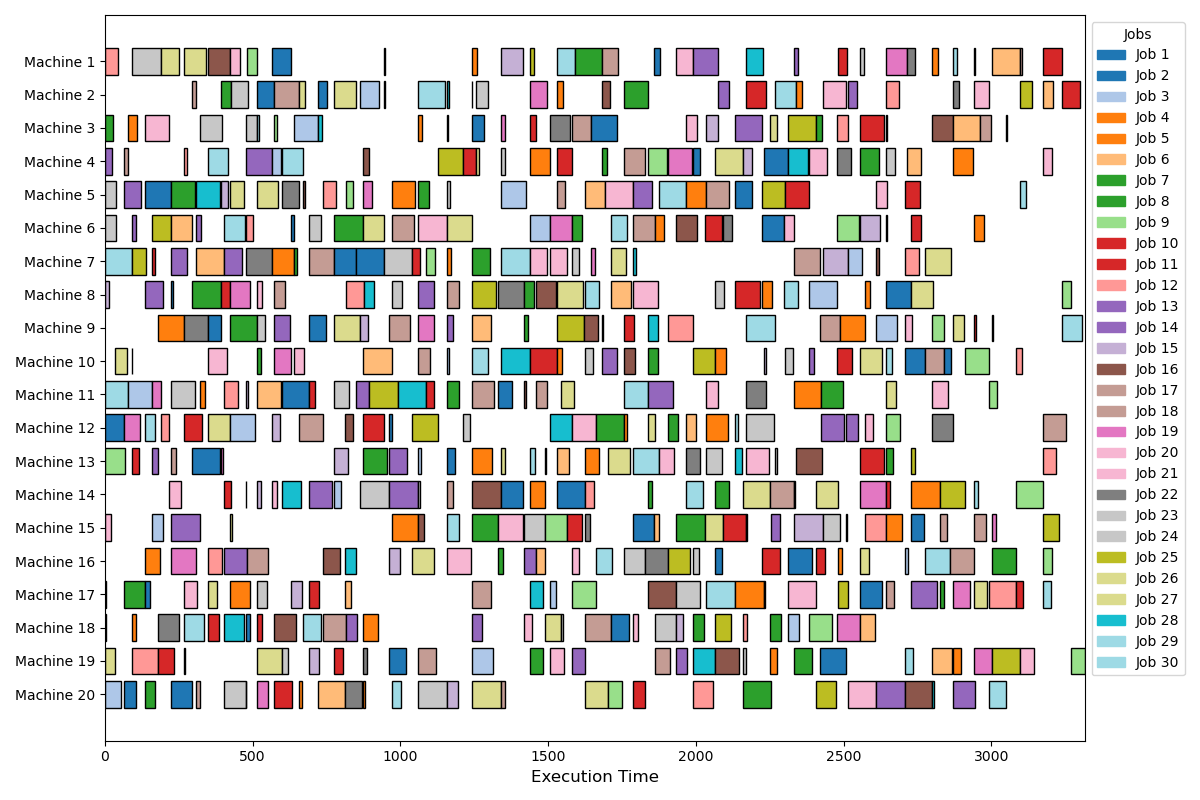 Machine 1
Machine 2
Machine 3
Machine 4
Machine 5
Machine 6
Machine 7
Machine 8
Machine 9
Machine 10
Machine 11
Machine 12
Machine 13
Machine 14
Machine 15
Machine 16
Machine 17
Machine 18
Machine 19
Machine 20
0 500 1000 1500 2000 2500 3000
Execution Time
Jobs
Job 1
Job 2
Job 3
Job 4
Job 5
Job 6
Job 7
Job 8
Job 9
Job 10
Job 11
Job 12
Job 13
Job 14
Job 15
Job 16
Job 17
Job 18
Job 19
Job 20
Job 21
Job 22
Job 23
Job 24
Job 25
Job 26
Job 27
Job 28
Job 29
Job 30